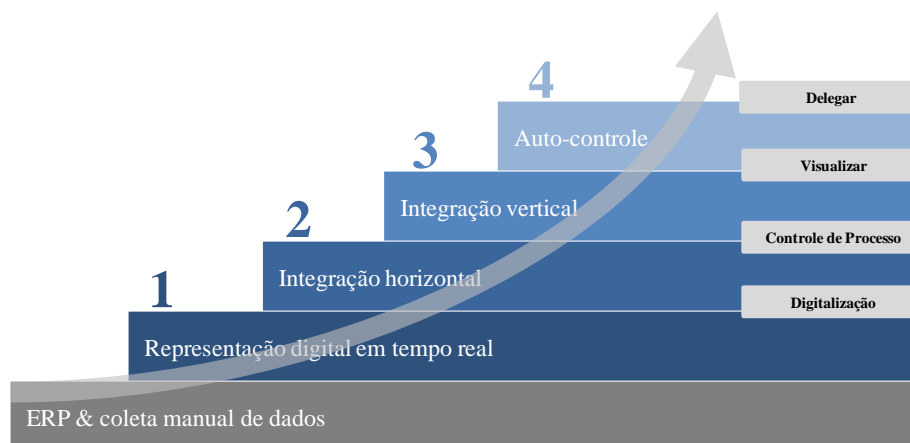 4
Delegar
Auto-controle
3
Visualizar
Integração vertical
2
Controle de Processo
Integração horizontal
1
Digitalização
Representação digital em tempo real
ERP & coleta manual de dados